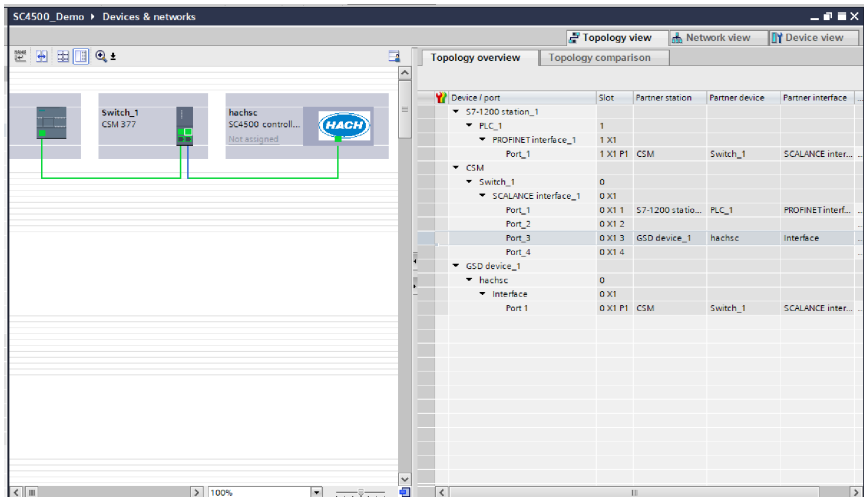 SC4500_Demo ▸ Devices & networks
Topology view
Network view
Device view
Topology overview
Topology comparison
Switch_1
CSM 377
hachsc
SC4500 controll...
Not assigned
HACH
Device / port Slot Partner station Partner device Partner interface ...
S7-1200 station_1
PLC_1 1
PROFINET interface_1 1 X1
Port_1 1 X1 P1 CSM Switch_1 SCALANCE inter... ...
CSM
Switch_1 0
SCALANCE interface_1 0 X1
Port_1 0 X1 1 S7-1200 statio... PLC_1 PROFINET interf... ...
Port_2 0 X1 2 ...
Port_3 0 X1 3 GSD device_1 hachsc Interface ...
Port_4 0 X1 4 ...
GSD device_1
hachsc 0
Interface 0 X1
Port 1 0 X1 P1 CSM Switch_1 SCALANCE inter... ...
100%